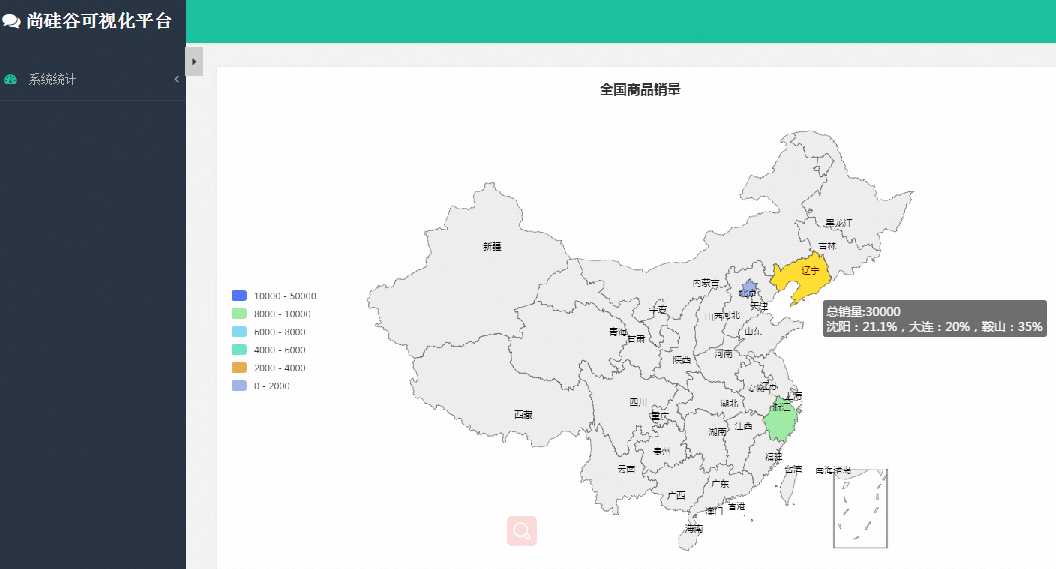 尚硅谷可视化平台
系统统计
全国商品销量
黑龙江
吉林
新疆
辽宁
内蒙古
北京
天津
10000 - 50000
8000 - 10000
6000 - 8000
4000 - 6000
2000 - 4000
0 - 2000
总销量:30000
沈阳：21.1%，大连：20%，鞍山：35%
宁夏
山西
河北
青海
甘肃
山东
陕西
河南
江苏
上海
四川
湖北
浙江
西藏
重庆
湖南
江西
贵州
福建
云南
台湾
南海诸岛
广西
广东
澳门
香港
海南